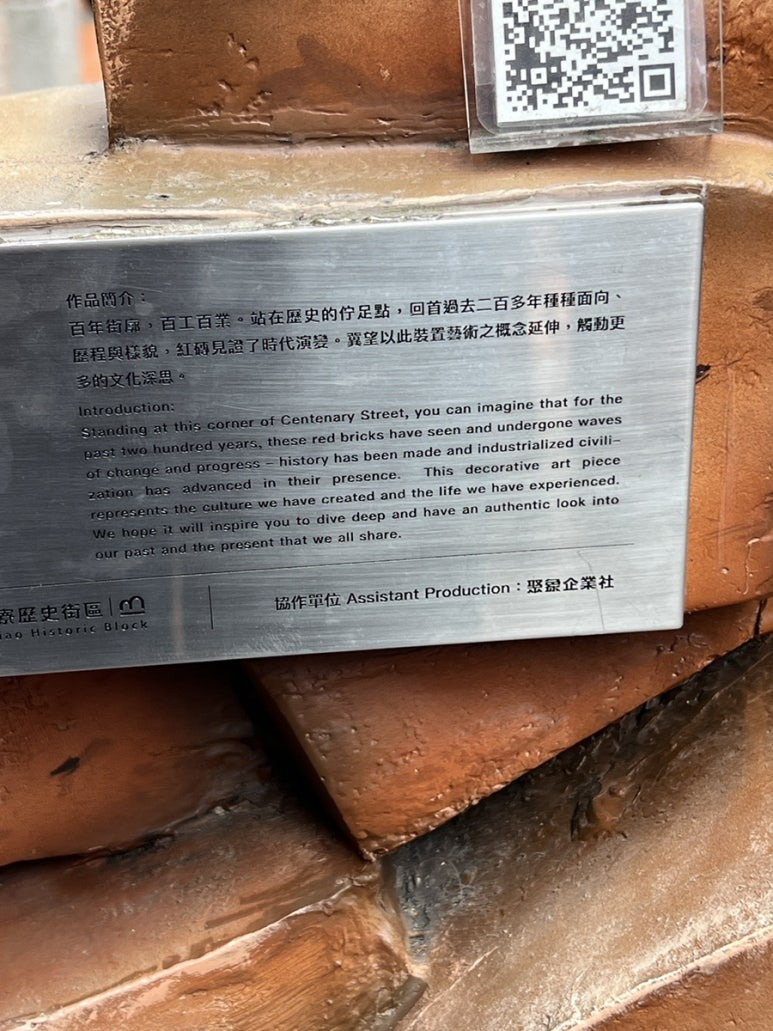 作品簡介：
百年街廓，百工百業。站在歷史的佇足點，回首過去二百多年種種面向、
歷程與樣貌，紅磚見證了時代演變。冀望以此裝置藝術之概念延伸，觸動更
多的文化深思。
Introduction:
Standing at this corner of Centenary Street, you can imagine that for the
past two hundred years, these red bricks have seen and undergone waves
of change and progress – history has been made and industrialized civili-
zation has advanced in their presence. This decorative art piece
represents the culture we have created and the life we have experienced.
We hope it will inspire you to dive deep and have an authentic look into
our past and the present that we all share.
寮歷史街區
Historic Block
協作單位 Assistant Production：聚景企業社